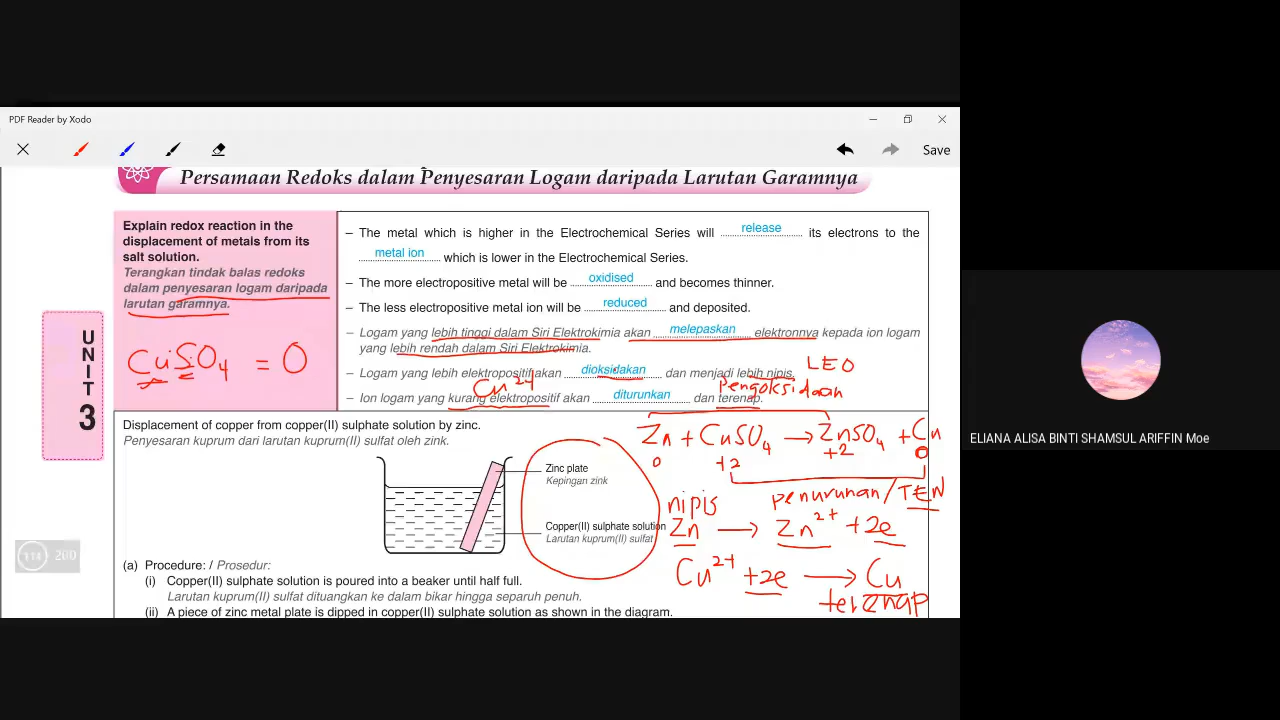 PDF Reader by Xodo
Save
Persamaan Redoks dalam Penyesaran Logam daripada Larutan Garamnya
Explain redox reaction in the
displacement of metals from its
salt solution.
Terangkan tindak balas redoks
dalam penyesaran logam daripada
larutan garamnya.
CuSO4 = 0
– The metal which is higher in the Electrochemical Series will release its electrons to the
metal ion which is lower in the Electrochemical Series.
– The more electropositive metal will be oxidised and becomes thinner.
– The less electropositive metal ion will be reduced and deposited.
– Logam yang lebih tinggi dalam Siri Elektrokimia akan melepaskan elektronnya kepada ion logam
yang lebih rendah dalam Siri Elektrokimia.
LEO
– Logam yang lebih elektropositif akan dioksidakan dan menjadi lebih nipis.
Cu2+
Pengoksidaan
– Ion logam yang kurang elektropositif akan diturunkan dan terenap.
UNIT
3
Displacement of copper from copper(II) sulphate solution by zinc.
Penyesaran kuprum dari larutan kuprum(II) sulfat oleh zink.
Zn + CuSO4 → ZnSO4 + Cu
0 +2 +2 0
Zinc plate
Kepingan zink
Copper(II) sulphate solution
Larutan kuprum(II) sulfat
penurunan / TEN
nipis
Zn → Zn2+ + 2e
Cu2+ + 2e → Cu
terenap
114 200
(a) Procedure: / Prosedur:
(i) Copper(II) sulphate solution is poured into a beaker until half full.
Larutan kuprum(II) sulfat dituangkan ke dalam bikar hingga separuh penuh.
(ii) A piece of zinc metal plate is dipped in copper(II) sulphate solution as shown in the diagram.
ELIANA ALISA BINTI SHAMSUL ARIFFIN Moe